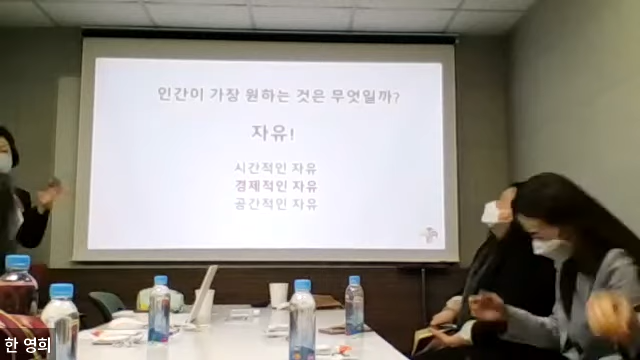 인간이 가장 원하는 것은 무엇일까?
자유!
시간적인 자유
경제적인 자유
공간적인 자유
한 영희